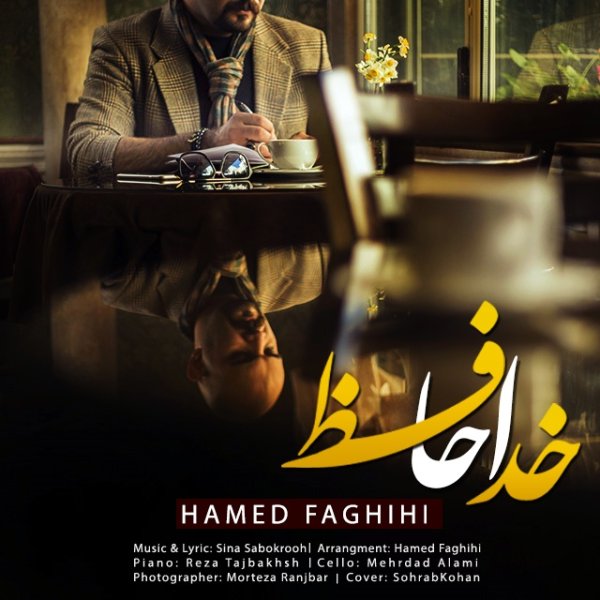 خداحافظ
HAMED FAGHIHI
Music & Lyric: Sina Sabokrooh| Arrangment: Hamed Faghihi
Piano: Reza Tajbakhsh | Cello: Mehrdad Alami
Photographer: Morteza Ranjbar | Cover: SohrabKohan